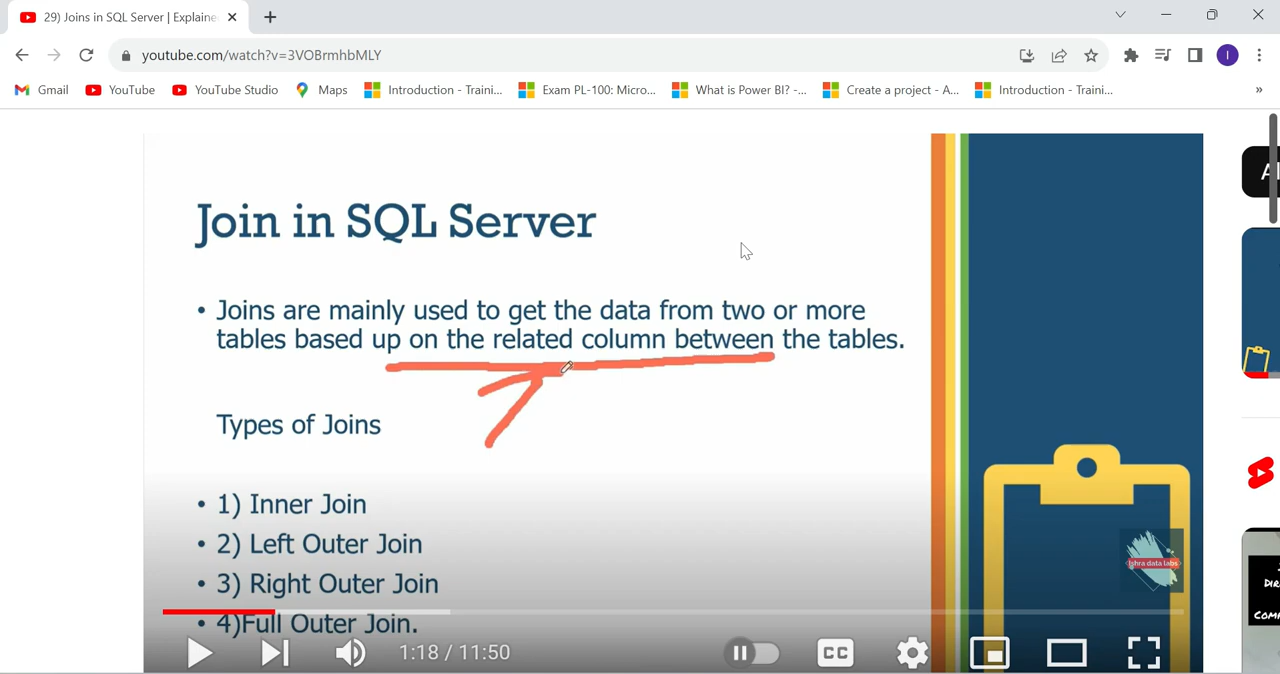 29) Joins in SQL Server | Explaine
youtube.com/watch?v=3VOBrmhbMLY
I
Gmail
YouTube
YouTube Studio
Maps
Introduction - Traini...
Exam PL-100: Micro...
What is Power BI? -...
Create a project - A...
Introduction - Traini...
»
Join in SQL Server
• Joins are mainly used to get the data from two or more
tables based up on the related column between the tables.
Types of Joins
• 1) Inner Join
• 2) Left Outer Join
• 3) Right Outer Join
• 4)Full Outer Join.
1:18 / 11:50
CC
Ishra data labs